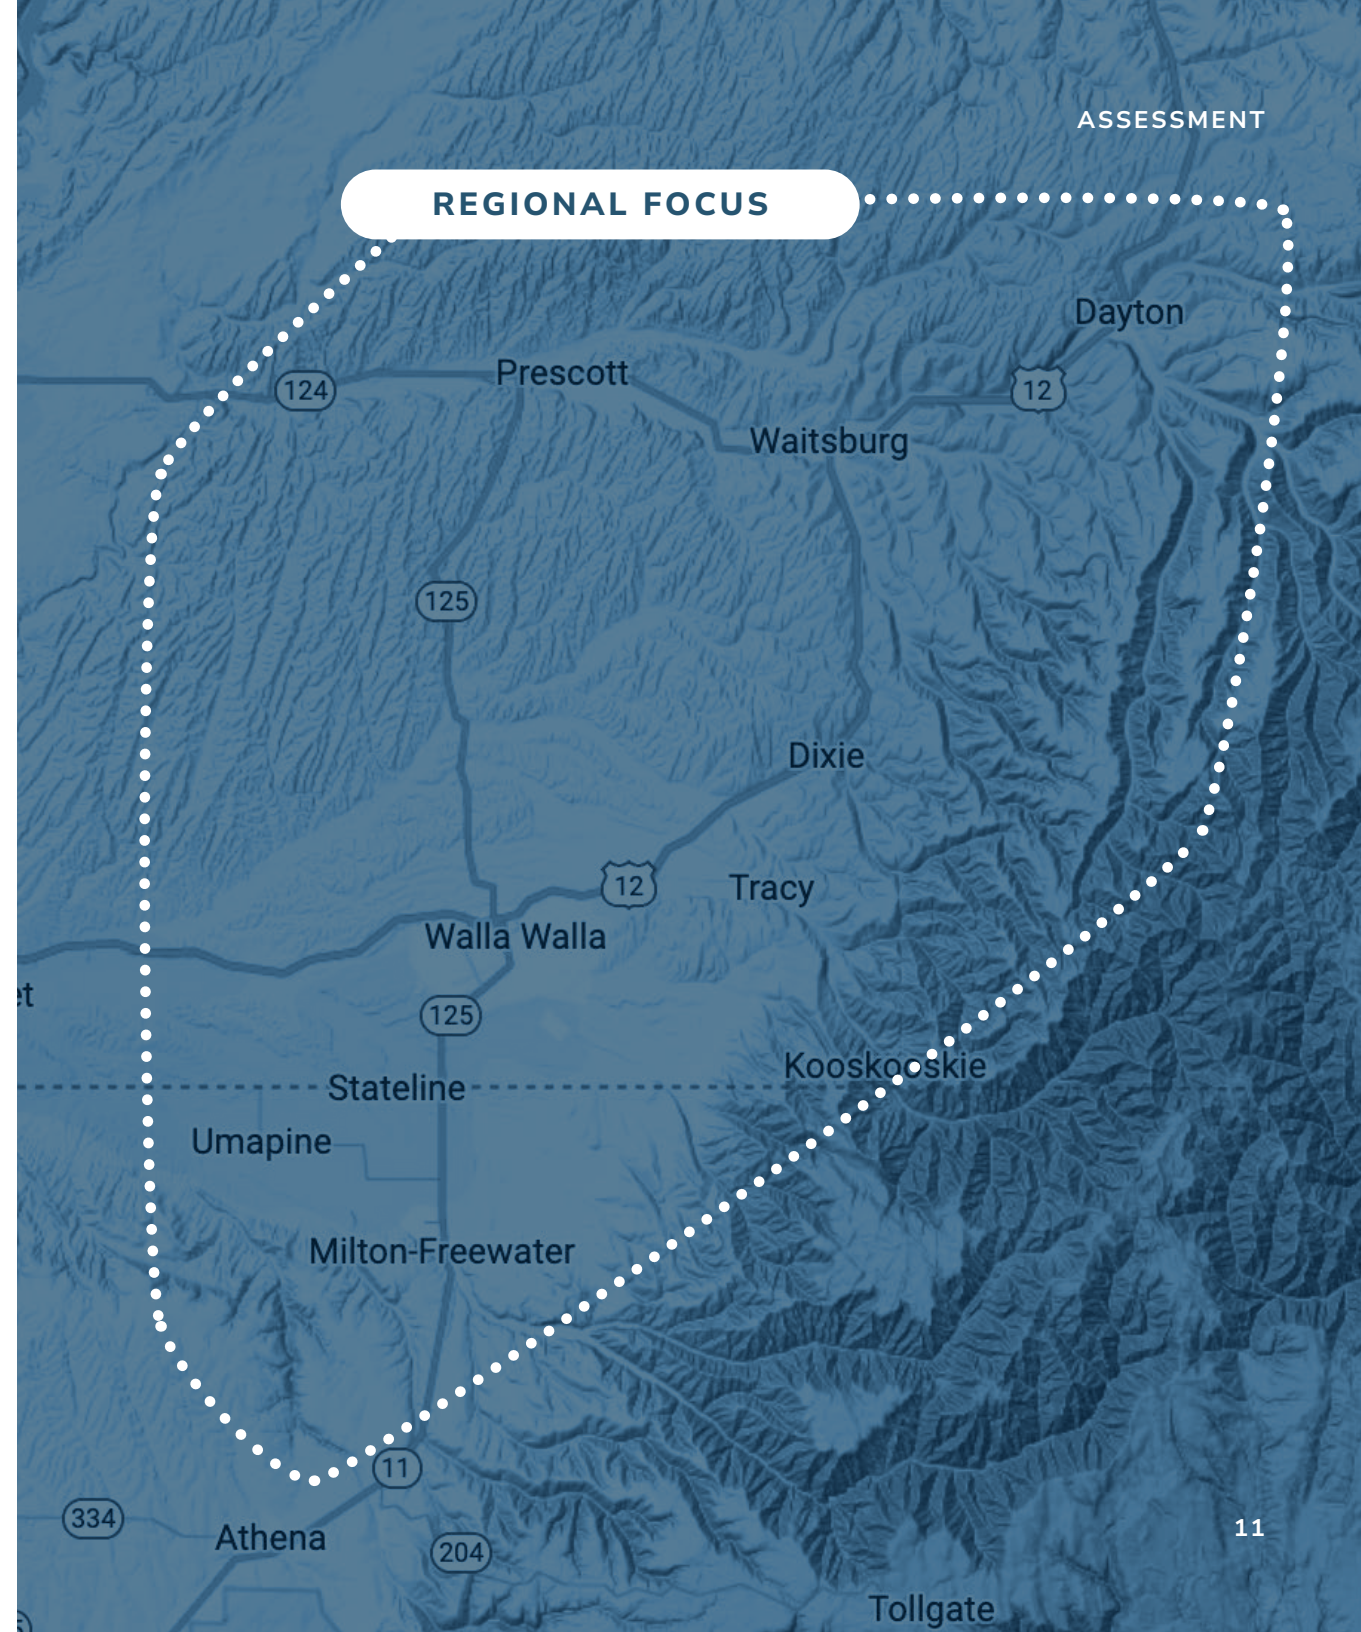 ASSESSMENT
REGIONAL FOCUS
Dayton
Prescott
124
12
Waitsburg
125
Dixie
12
Tracy
Walla Walla
et
125
Kooskooskie
Stateline
Umapine
Milton-Freewater
11
334
11
Athena
204
Tollgate